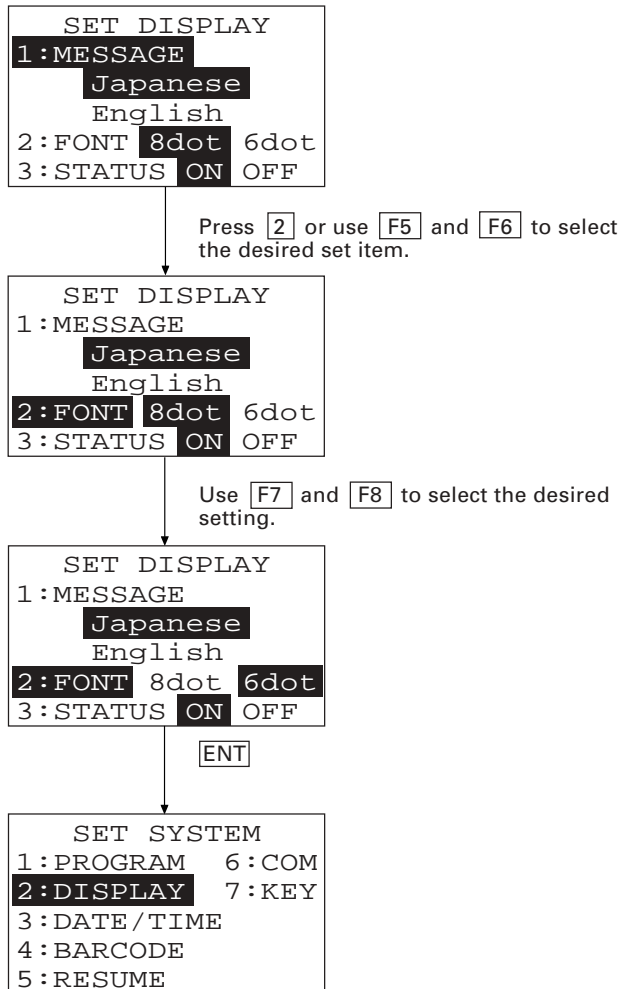 SET DISPLAY
1:MESSAGE
Japanese
English
2:FONT 8dot 6dot
3:STATUS ON OFF
Press 2 or use F5 and F6 to select
the desired set item.
SET DISPLAY
1:MESSAGE
Japanese
English
2:FONT 8dot 6dot
3:STATUS ON OFF
Use F7 and F8 to select the desired
setting.
SET DISPLAY
1:MESSAGE
Japanese
English
2:FONT 8dot 6dot
3:STATUS ON OFF
ENT
SET SYSTEM
1:PROGRAM 6:COM
2:DISPLAY 7:KEY
3:DATE/TIME
4:BARCODE
5:RESUME